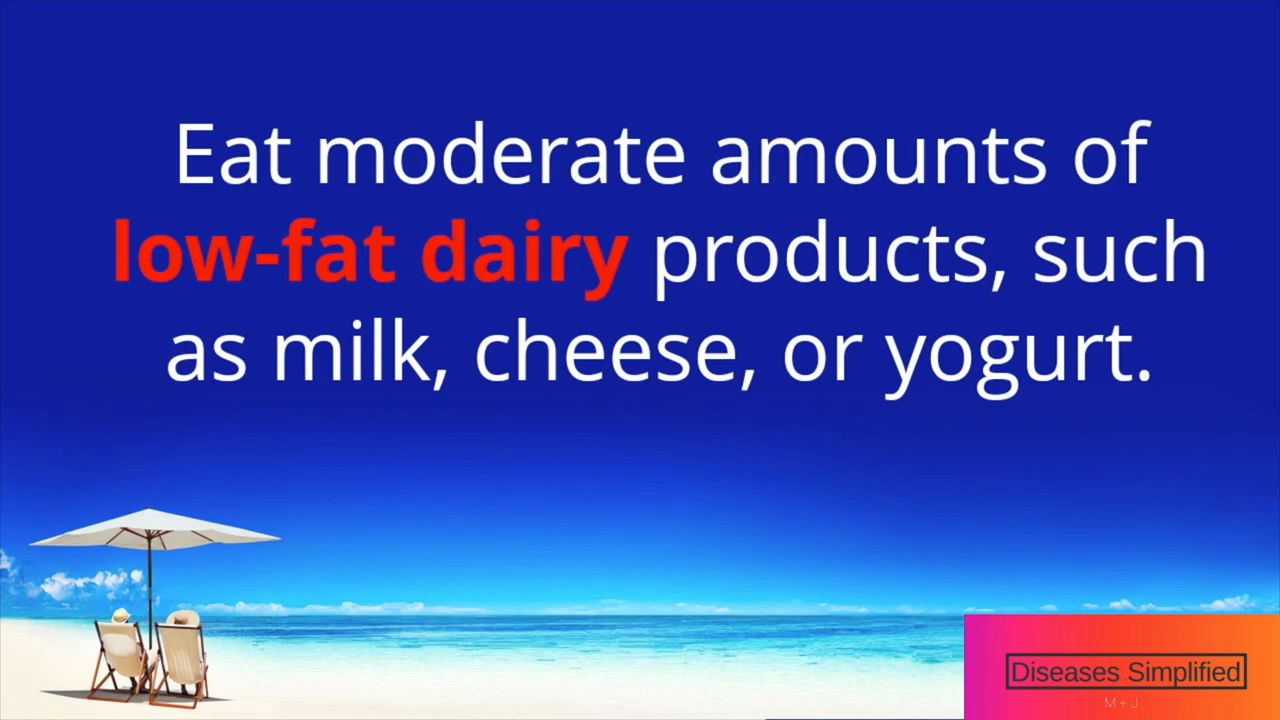 Eat moderate amounts of
low-fat dairy products, such
as milk, cheese, or yogurt.
Diseases Simplified
M + J